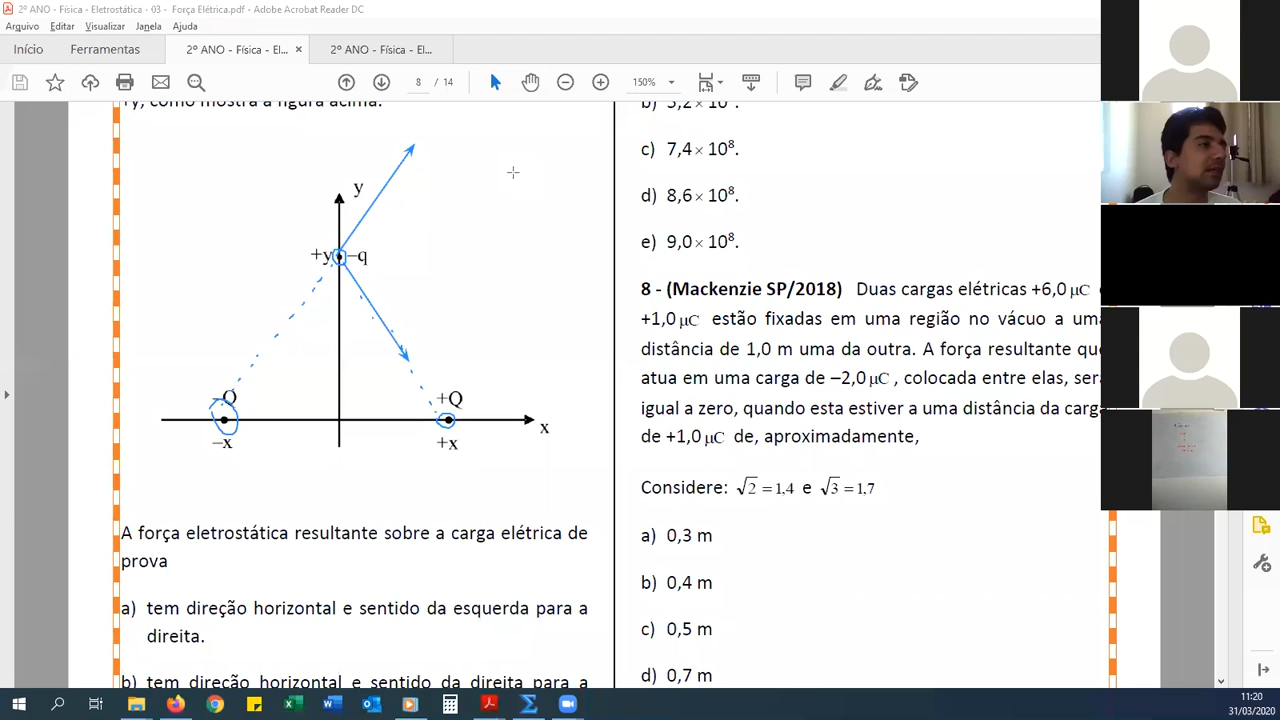 2º ANO - Física - Eletrostática - 03 - Força Elétrica.pdf - Adobe Acrobat Reader DC
Arquivo Editar Visualizar Janela Ajuda
Início Ferramentas 2º ANO - Física - El... × 2º ANO - Física - El...
8 / 14 150%
+y, como mostra a figura acima.
y
+y −q
−Q +Q
−x +x x
A força eletrostática resultante sobre a carga elétrica de
prova
a) tem direção horizontal e sentido da esquerda para a
direita.
b) tem direção horizontal e sentido da direita para a
b) 5,2 × 10⁸.
c) 7,4 × 10⁸.
d) 8,6 × 10⁸.
e) 9,0 × 10⁸.
8 - (Mackenzie SP/2018) Duas cargas elétricas +6,0 μC
+1,0 μC estão fixadas em uma região no vácuo a uma
distância de 1,0 m uma da outra. A força resultante que
atua em uma carga de –2,0 μC , colocada entre elas, será
igual a zero, quando esta estiver a uma distância da carga
de +1,0 μC de, aproximadamente,
Considere: √2 = 1,4 e √3 = 1,7
a) 0,3 m
b) 0,4 m
c) 0,5 m
d) 0,7 m
11:20
31/03/2020